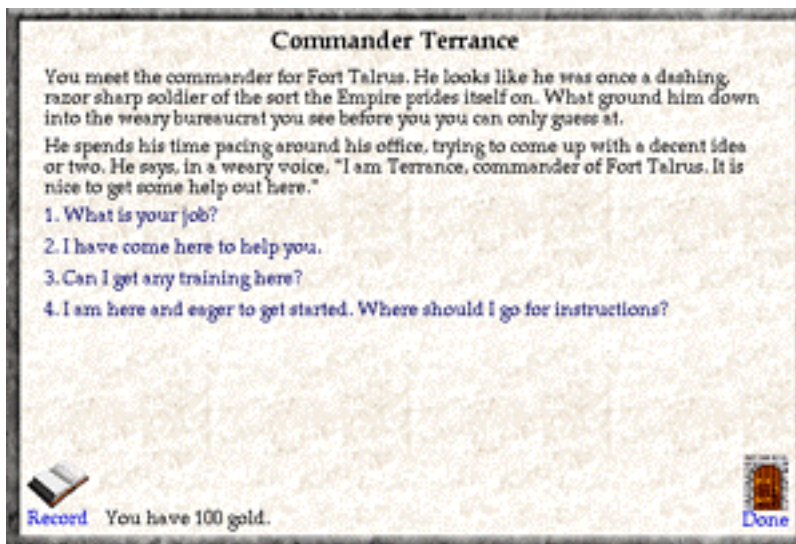 Commander Terrance
You meet the commander for Fort Talrus. He looks like he was once a dashing,
razor sharp soldier of the sort the Empire prides itself on. What ground him down
into the weary bureaucrat you see before you you can only guess at.
He spends his time pacing around his office, trying to come up with a decent idea
or two. He says, in a weary voice, "I am Terrance, commander of Fort Talrus. It is
nice to get some help out here."
1. What is your job?
2. I have come here to help you.
3. Can I get any training here?
4. I am here and eager to get started. Where should I go for instructions?
Record You have 100 gold.
Done